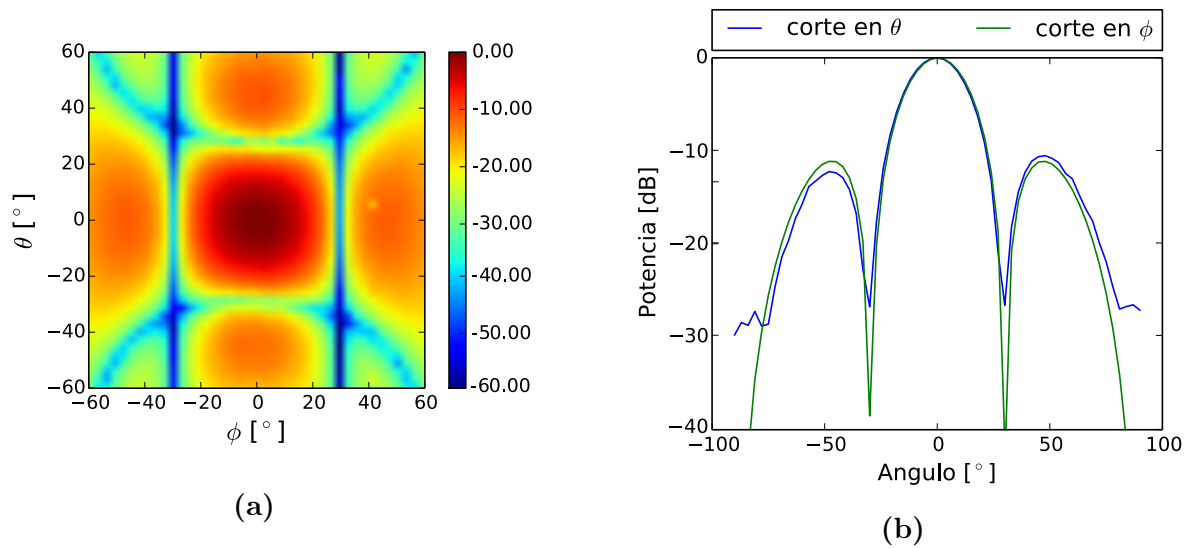 60
40
20
0
−20
−40
−60
θ [°]
−60 −40 −20 0 20 40 60
ϕ [°]
0.00
-10.00
-20.00
-30.00
-40.00
-50.00
-60.00
(a)
corte en θ corte en ϕ
0
−10
−20
−30
−40
Potencia [dB]
−100 −50 0 50 100
Angulo [°]
(b)